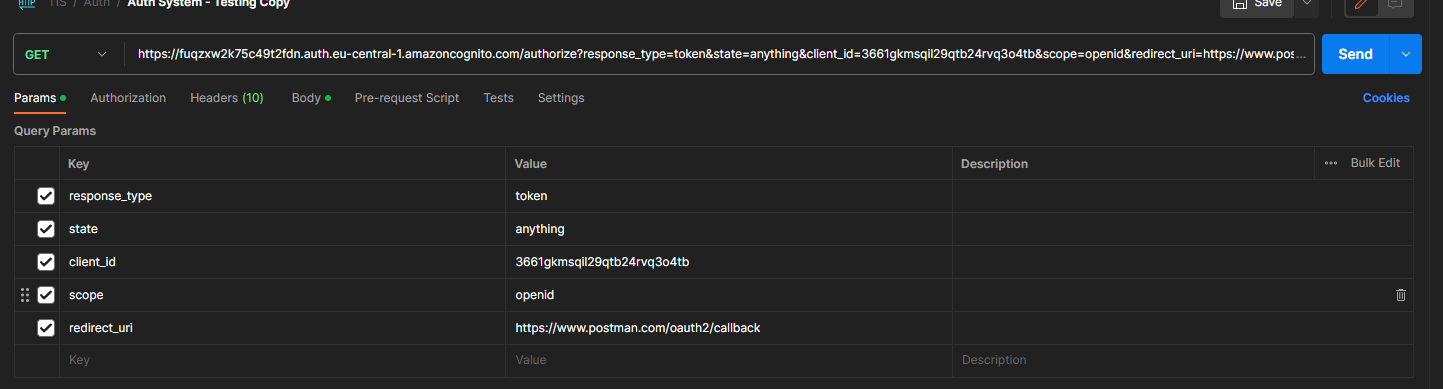 HTTP TIS / Auth / Auth System - Testing Copy Save
GET https://fuqzxw2k75c49t2fdn.auth.eu-central-1.amazoncognito.com/authorize?response_type=token&state=anything&client_id=3661gkmsqil29qtb24rvq3o4tb&scope=openid&redirect_uri=https://www.pos... Send
Params Authorization Headers (10) Body Pre-request Script Tests Settings Cookies
Query Params
Key Value Description ... Bulk Edit
response_type token
state anything
client_id 3661gkmsqil29qtb24rvq3o4tb
scope openid
redirect_uri https://www.postman.com/oauth2/callback
Key Value Description